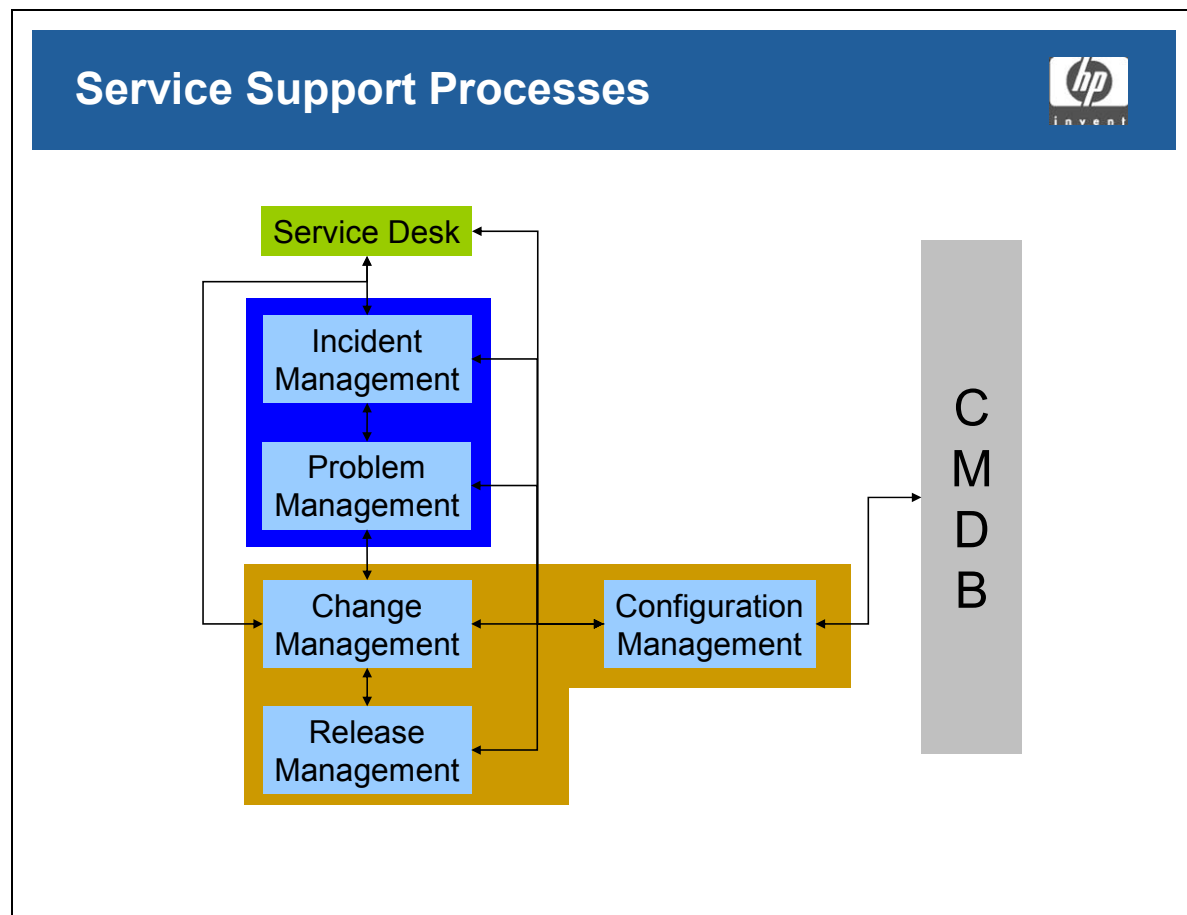 Service Support Processes
hp
invent
Service Desk
Incident
Management
Problem
Management
Change
Management
Configuration
Management
Release
Management
C
M
D
B